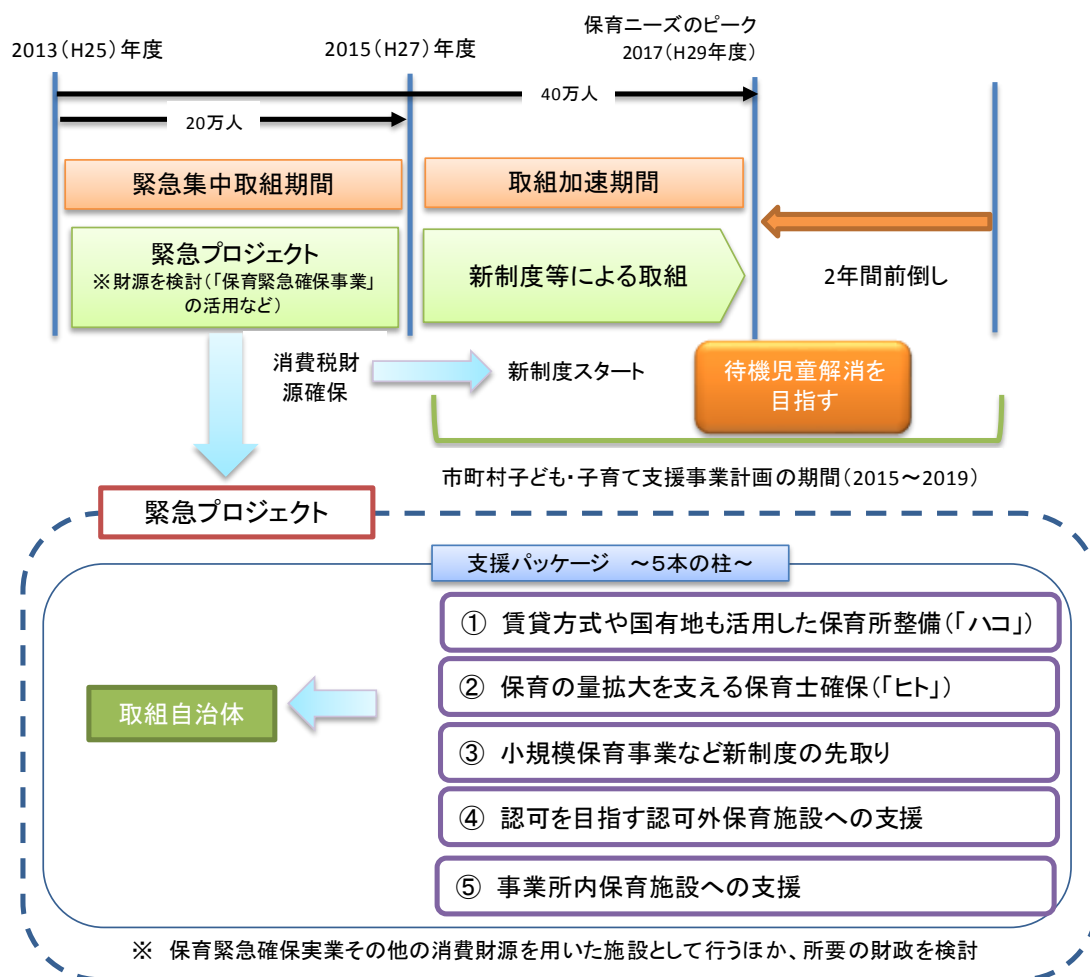 保育ニーズのピーク
2013(H25)年度
2015(H27)年度
2017(H29年度)
40万人
20万人
緊急集中取組期間
取組加速期間
緊急プロジェクト
※財源を検討(「保育緊急確保事業」
の活用など)
新制度等による取組
2年間前倒し
消費税財
源確保
新制度スタート
待機児童解消を
目指す
市町村子ども・子育て支援事業計画の期間(2015～2019)
緊急プロジェクト
支援パッケージ ～5本の柱～
① 賃貸方式や国有地も活用した保育所整備(「ハコ」)
② 保育の量拡大を支える保育士確保(「ヒト」)
取組自治体
③ 小規模保育事業など新制度の先取り
④ 認可を目指す認可外保育施設への支援
⑤ 事業所内保育施設への支援
※ 保育緊急確保実業その他の消費財源を用いた施設として行うほか、所要の財政を検討